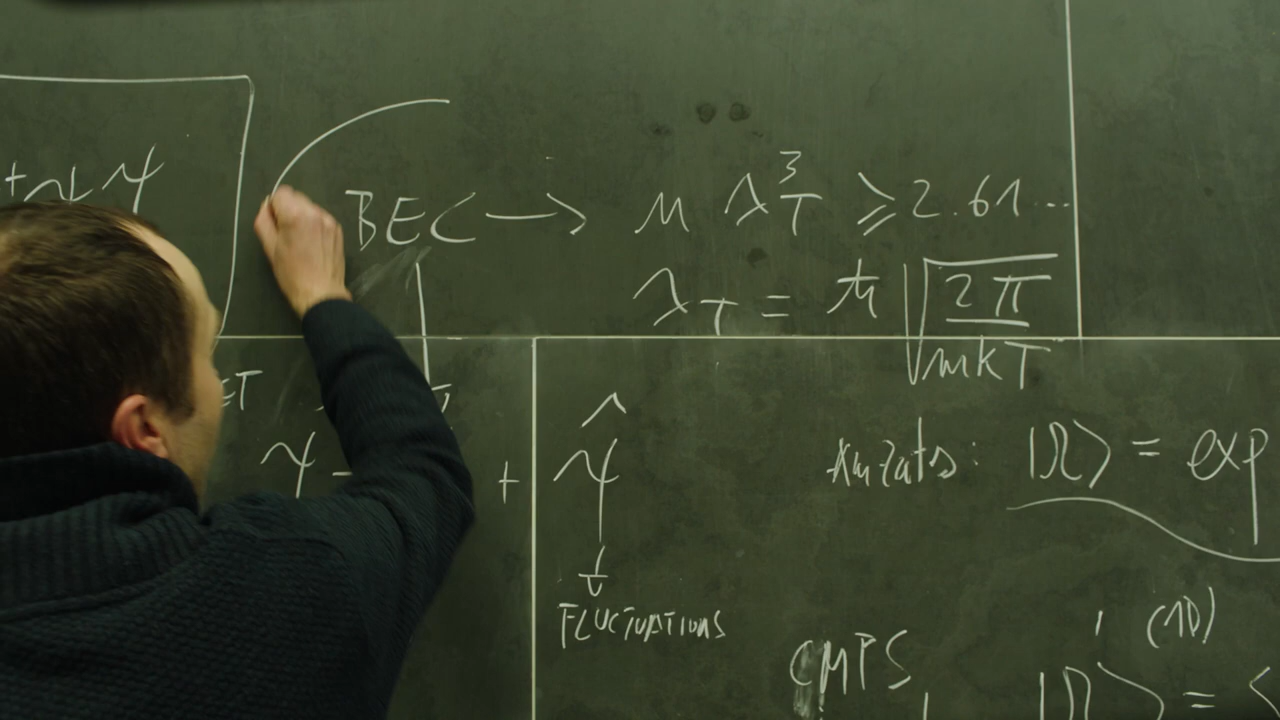 + ψ
BEC → n λ_T^3 ≥ 2.61...
λ_T = ħ √(2π / mkT)
ψ -
+ ψ̂
FLUCTUATIONS
Ansatz: |Ω⟩ = exp
(1D)
CMPS |Ω⟩ =